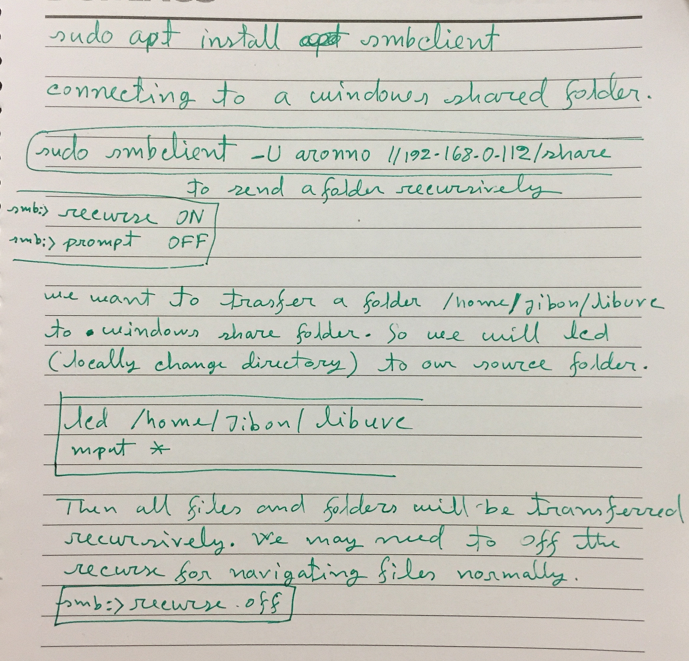 sudo apt install smbclient
connecting to a windows shared folder.
sudo smbclient -U aronno //192.168.0.112/share
to send a folder recursively
smb:> recurse ON
smb:> prompt OFF
we want to trasfer a folder /home/jibon/libuve
to windows share folder. So we will lcd
(locally change directory) to our source folder.
lcd /home/jibon/libuve
mput *
Then all files and folders will be transferred
recursively. We may need to off the
recurse for navigating files normally.
smb:> recurse off